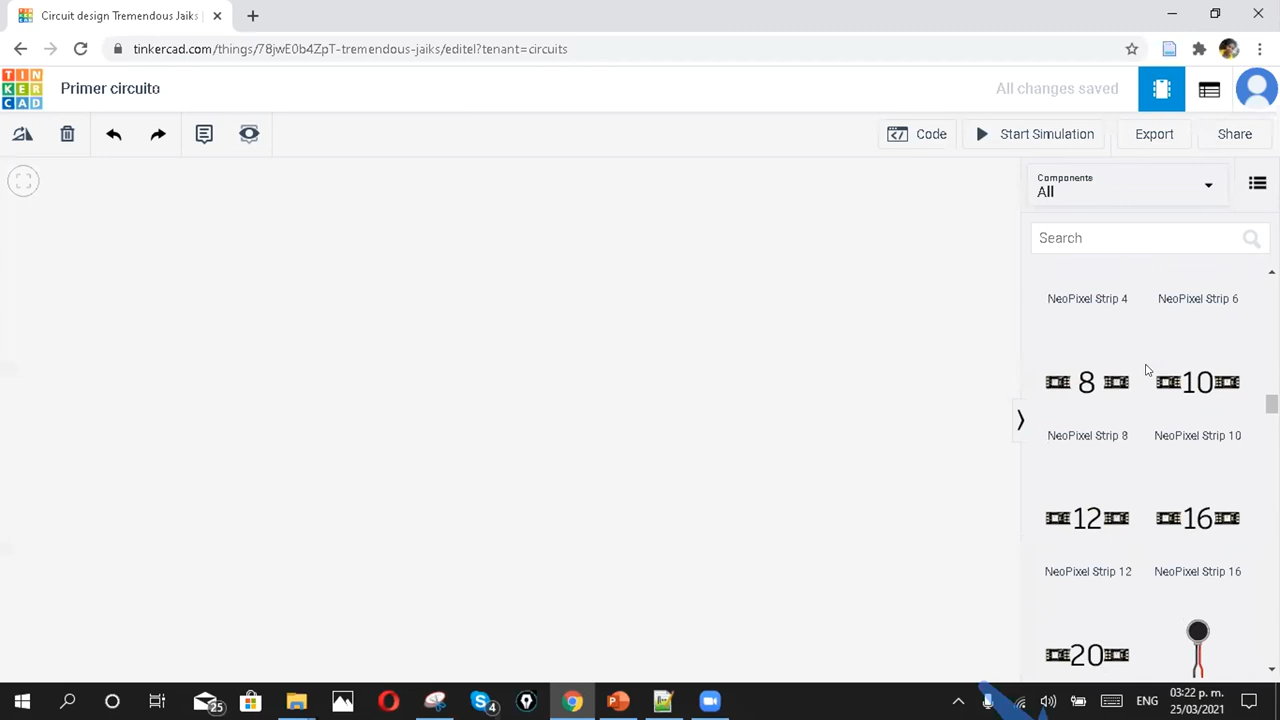 Circuit design Tremendous Jaiks
tinkercad.com/things/78jwE0b4ZpT-tremendous-jaiks/editel?tenant=circuits
TIN
KER
CAD
Primer circuito
All changes saved
Code
Start Simulation
Export
Share
Components
All
Search
NeoPixel Strip 4
NeoPixel Strip 6
8
10
NeoPixel Strip 8
NeoPixel Strip 10
12
16
NeoPixel Strip 12
NeoPixel Strip 16
20
25
4
ENG
03:22 p. m.
25/03/2021